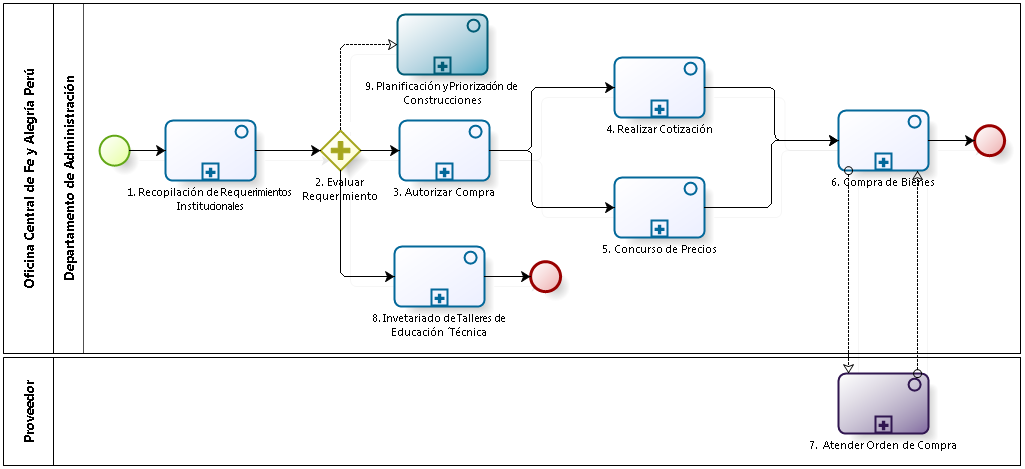 Oficina Central de Fe y Alegría Perú
Departamento de Administración
9. Planificación y Priorización de
Construcciones
4. Realizar Cotización
1. Recopilación de Requerimientos
Institucionales
2. Evaluar
Requerimiento
3. Autorizar Compra
6. Compra de Bienes
5. Concurso de Precios
8. Invetariado de Talleres de
Educación ´Técnica
Proveedor
7. Atender Orden de Compra